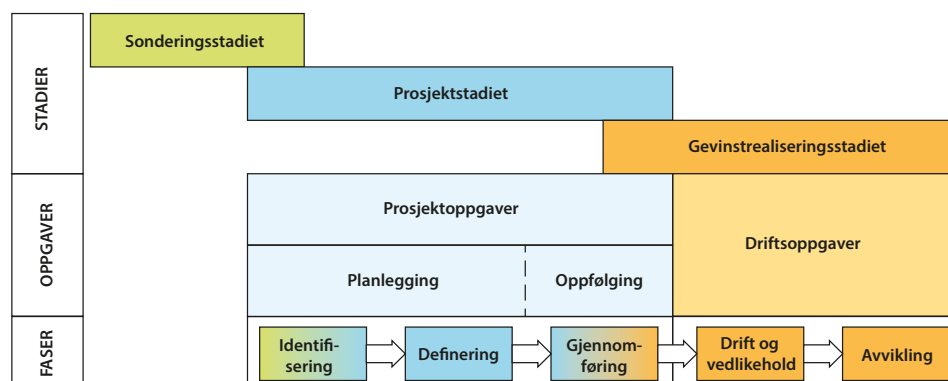 STADIER
Sonderingsstadiet
Prosjektstadiet
Gevinstrealiseringsstadiet
OPPGAVER
Prosjektoppgaver
Planlegging
Oppfølging
Driftsoppgaver
FASER
Identifi-
sering
Definering
Gjennom-
føring
Drift og
vedlikehold
Avvikling